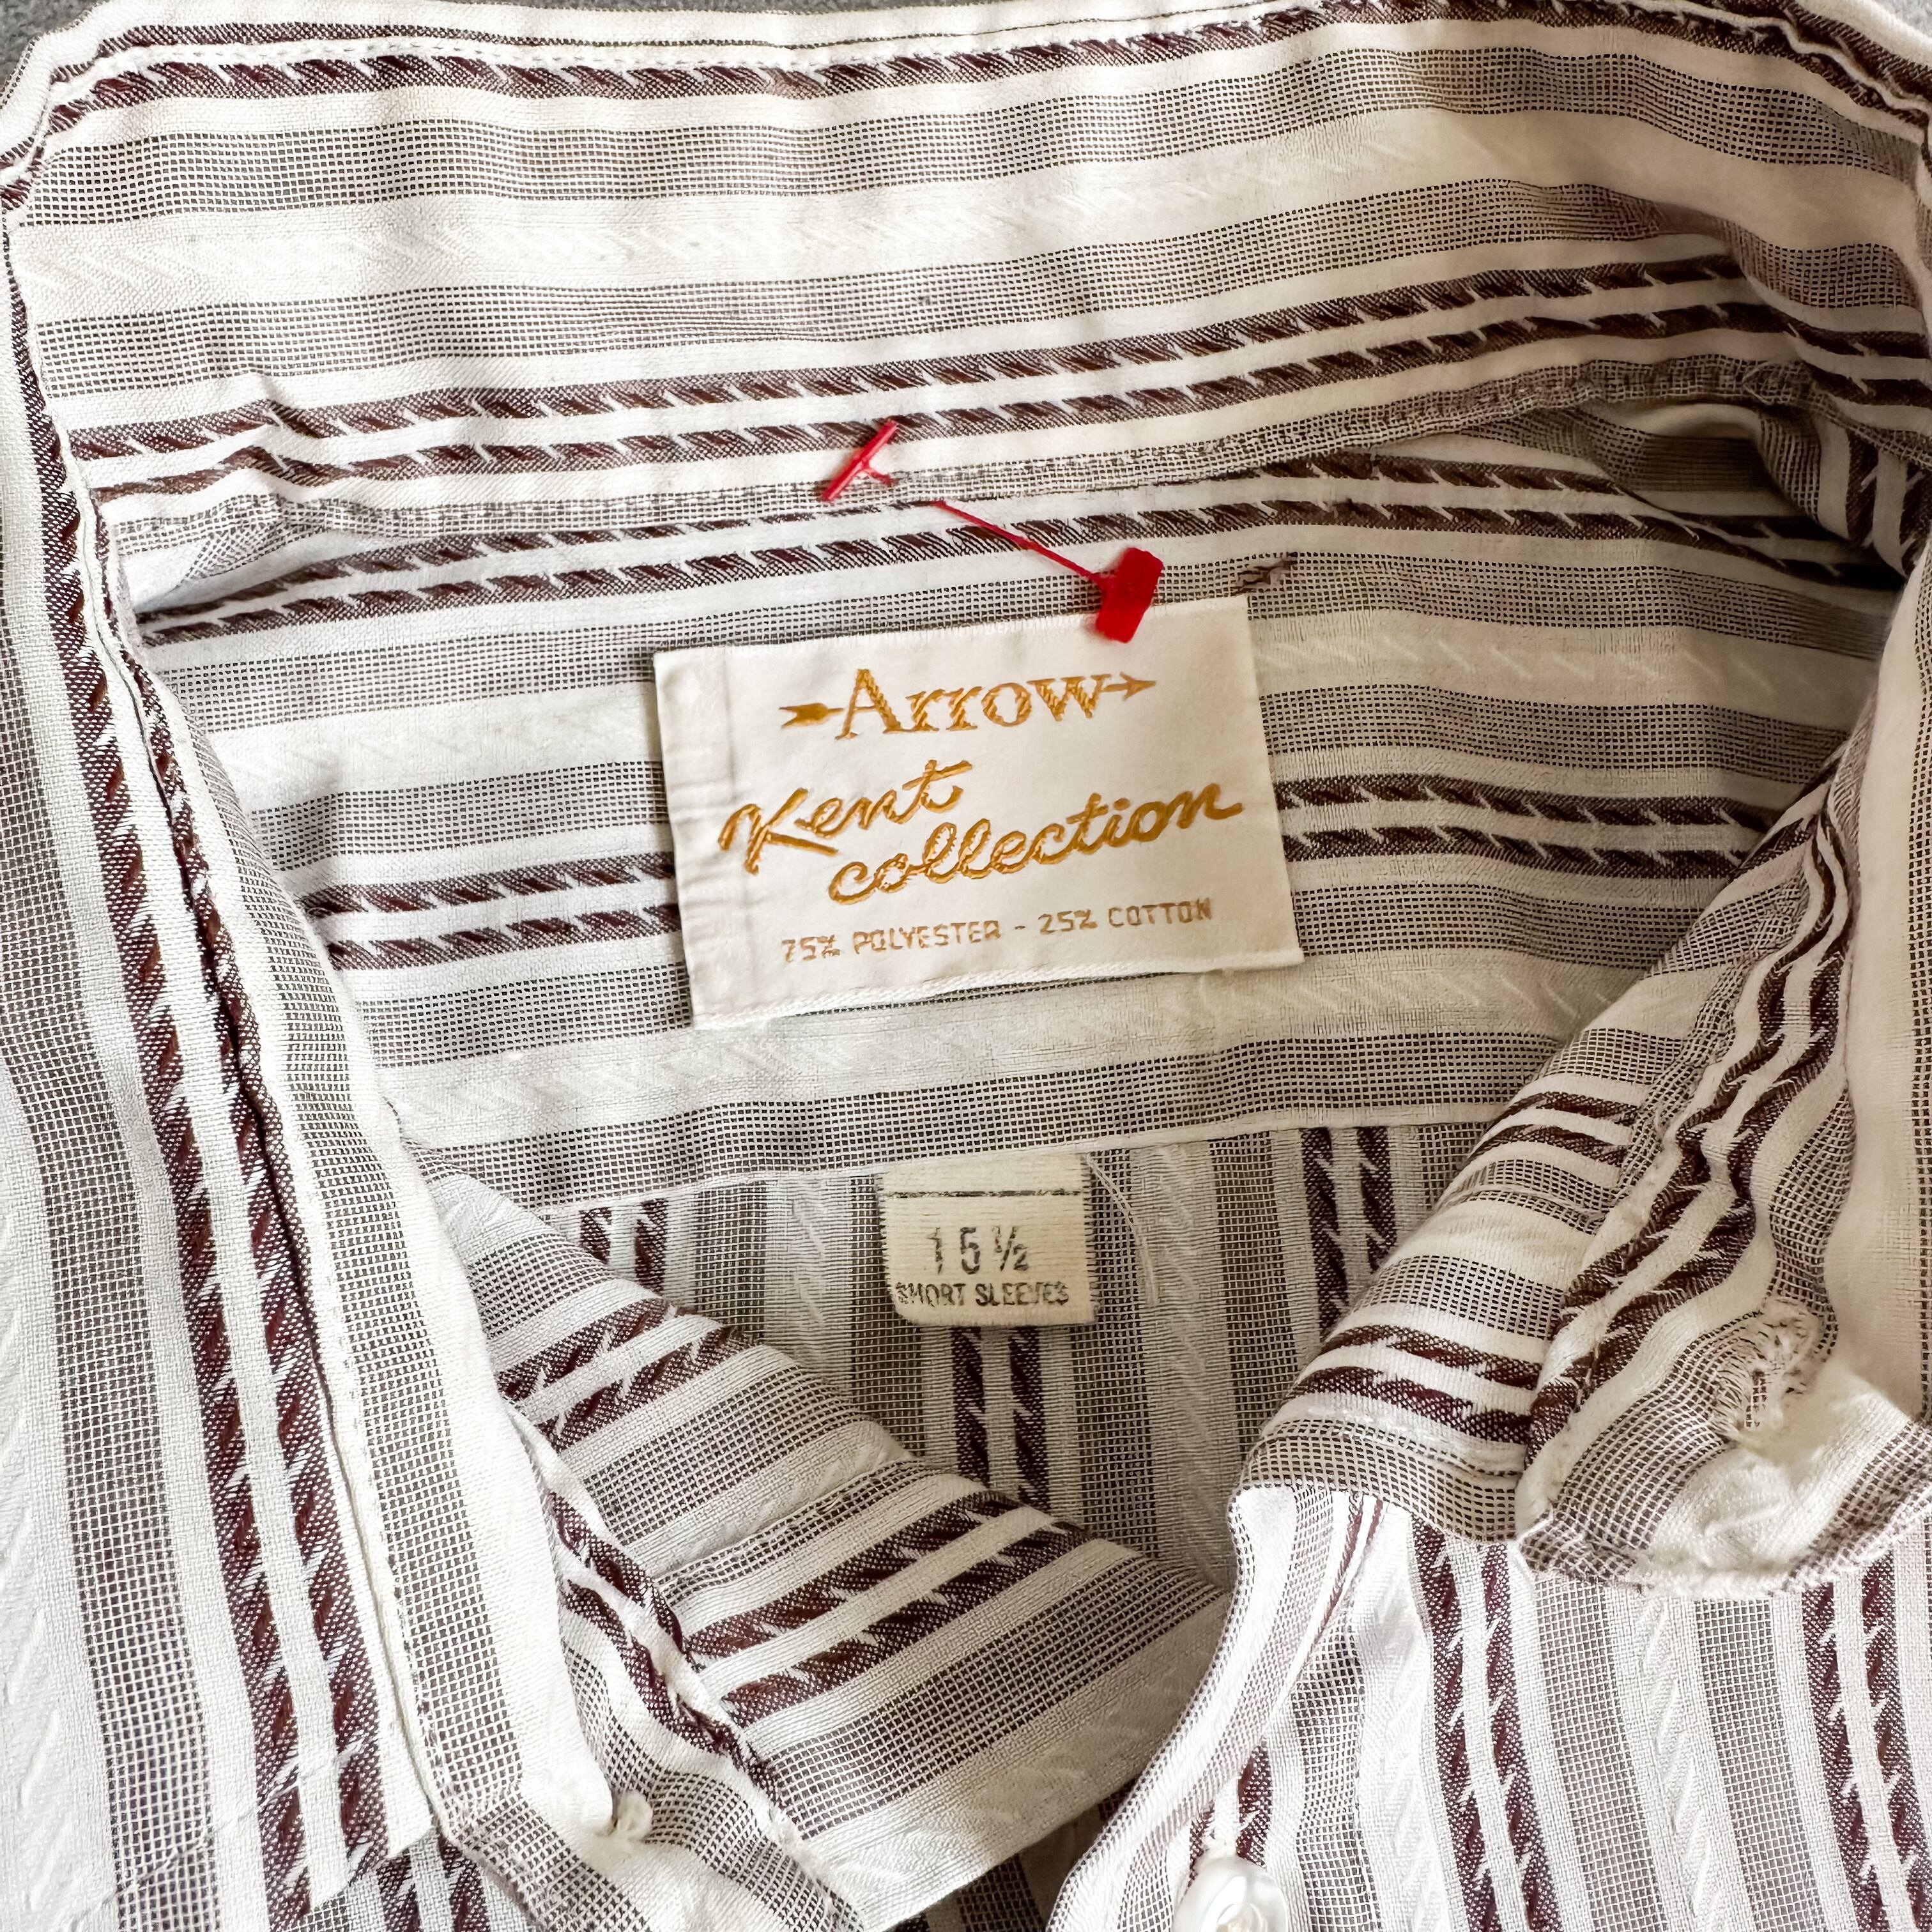 Arrow
Kent
collection
75% POLYESTER - 25% COTTON
15½
SHORT SLEEVES